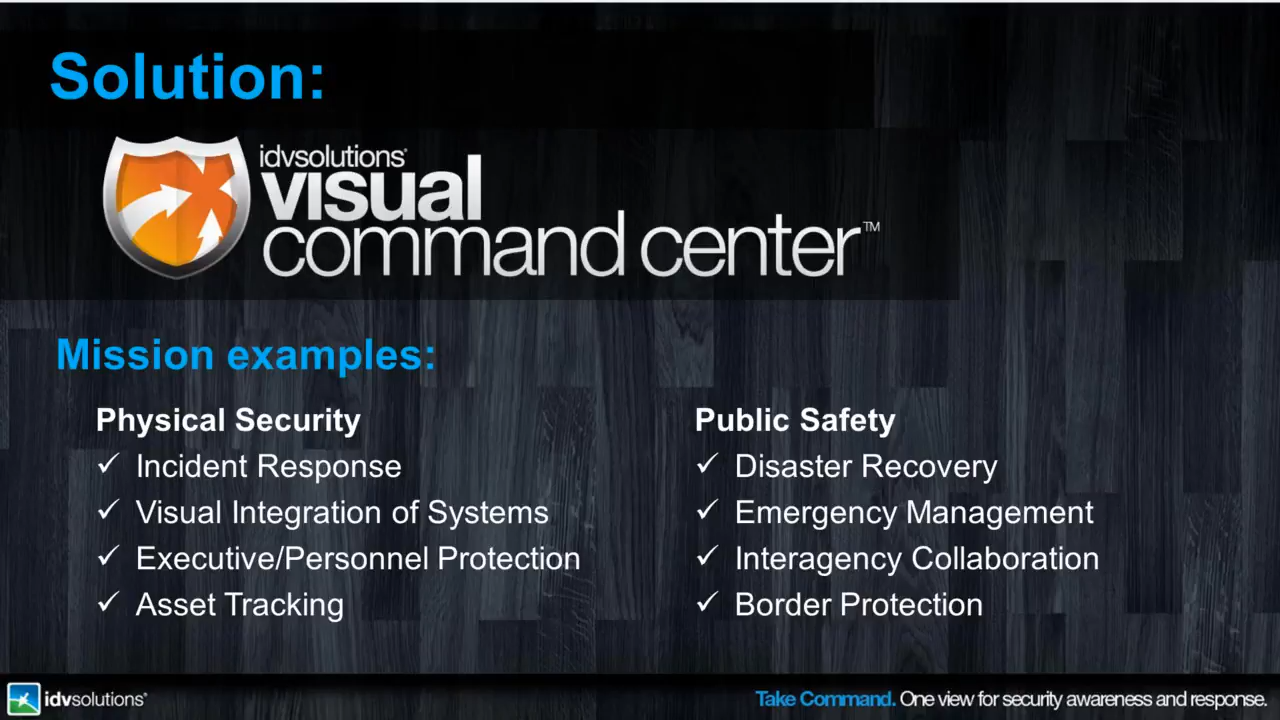 Solution:
idvsolutions®
visual
command center™
Mission examples:
Physical Security
✓ Incident Response
✓ Visual Integration of Systems
✓ Executive/Personnel Protection
✓ Asset Tracking
Public Safety
✓ Disaster Recovery
✓ Emergency Management
✓ Interagency Collaboration
✓ Border Protection
idvsolutions®
Take Command. One view for security awareness and response.